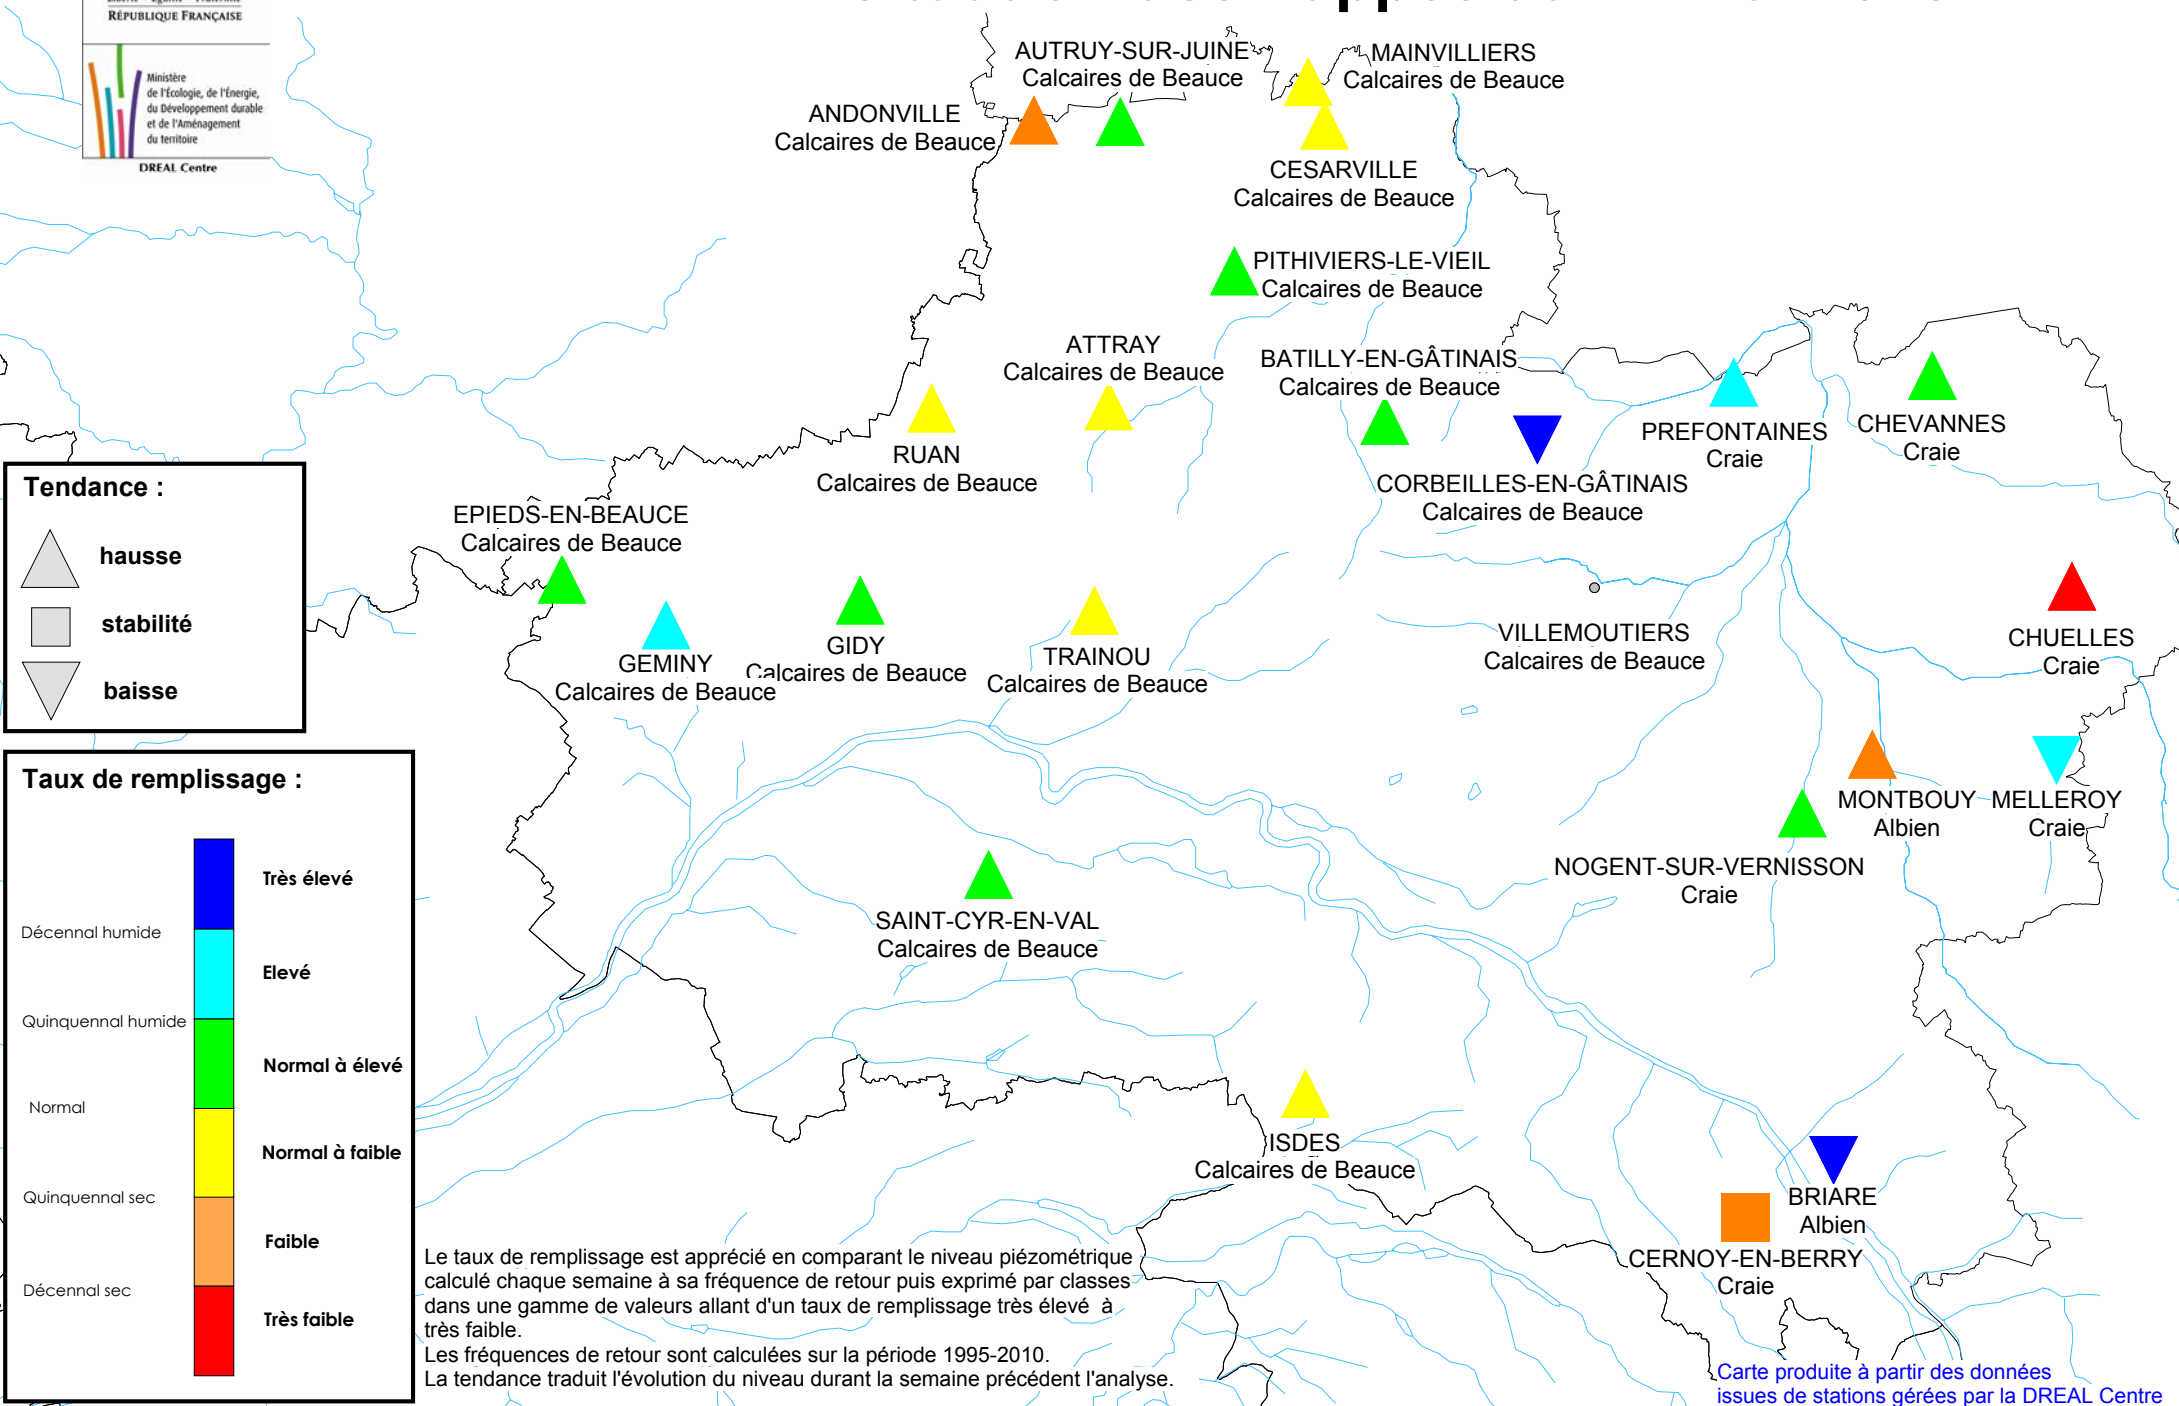 RÉPUBLIQUE FRANÇAISE
Ministère
de l'Écologie, de l'Énergie,
du Développement durable
et de l'Aménagement
du territoire
DREAL Centre
AUTRUY-SUR-JUINE
Calcaires de Beauce
MAINVILLIERS
Calcaires de Beauce
ANDONVILLE
Calcaires de Beauce
CESARVILLE
Calcaires de Beauce
PITHIVIERS-LE-VIEIL
Calcaires de Beauce
ATTRAY
Calcaires de Beauce
BATILLY-EN-GÂTINAIS
Calcaires de Beauce
RUAN
Calcaires de Beauce
PREFONTAINES
Craie
CHEVANNES
Craie
CORBEILLES-EN-GÂTINAIS
Calcaires de Beauce
EPIEDS-EN-BEAUCE
Calcaires de Beauce
GEMINY
Calcaires de Beauce
GIDY
Calcaires de Beauce
TRAINOU
Calcaires de Beauce
VILLEMOUTIERS
Calcaires de Beauce
CHUELLES
Craie
MONTBOUY
Albien
MELLEROY
Craie
NOGENT-SUR-VERNISSON
Craie
SAINT-CYR-EN-VAL
Calcaires de Beauce
ISDES
Calcaires de Beauce
BRIARE
Albien
CERNOY-EN-BERRY
Craie
Tendance :
hausse
stabilité
baisse
Taux de remplissage :
Très élevé
Décennal humide
Elevé
Quinquennal humide
Normal à élevé
Normal
Normal à faible
Quinquennal sec
Faible
Décennal sec
Très faible
Le taux de remplissage est apprécié en comparant le niveau piézométrique
calculé chaque semaine à sa fréquence de retour puis exprimé par classes
dans une gamme de valeurs allant d'un taux de remplissage très élevé à
très faible.
Les fréquences de retour sont calculées sur la période 1995-2010.
La tendance traduit l'évolution du niveau durant la semaine précédent l'analyse.
Carte produite à partir des données
issues de stations gérées par la DREAL Centre